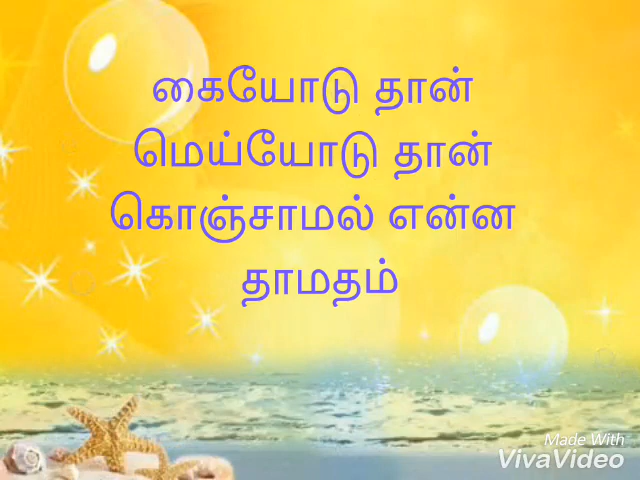 கையோடு தான்
மெய்யோடு தான்
கொஞ்சாமல் என்ன
தாமதம்
Made With
VivaVideo